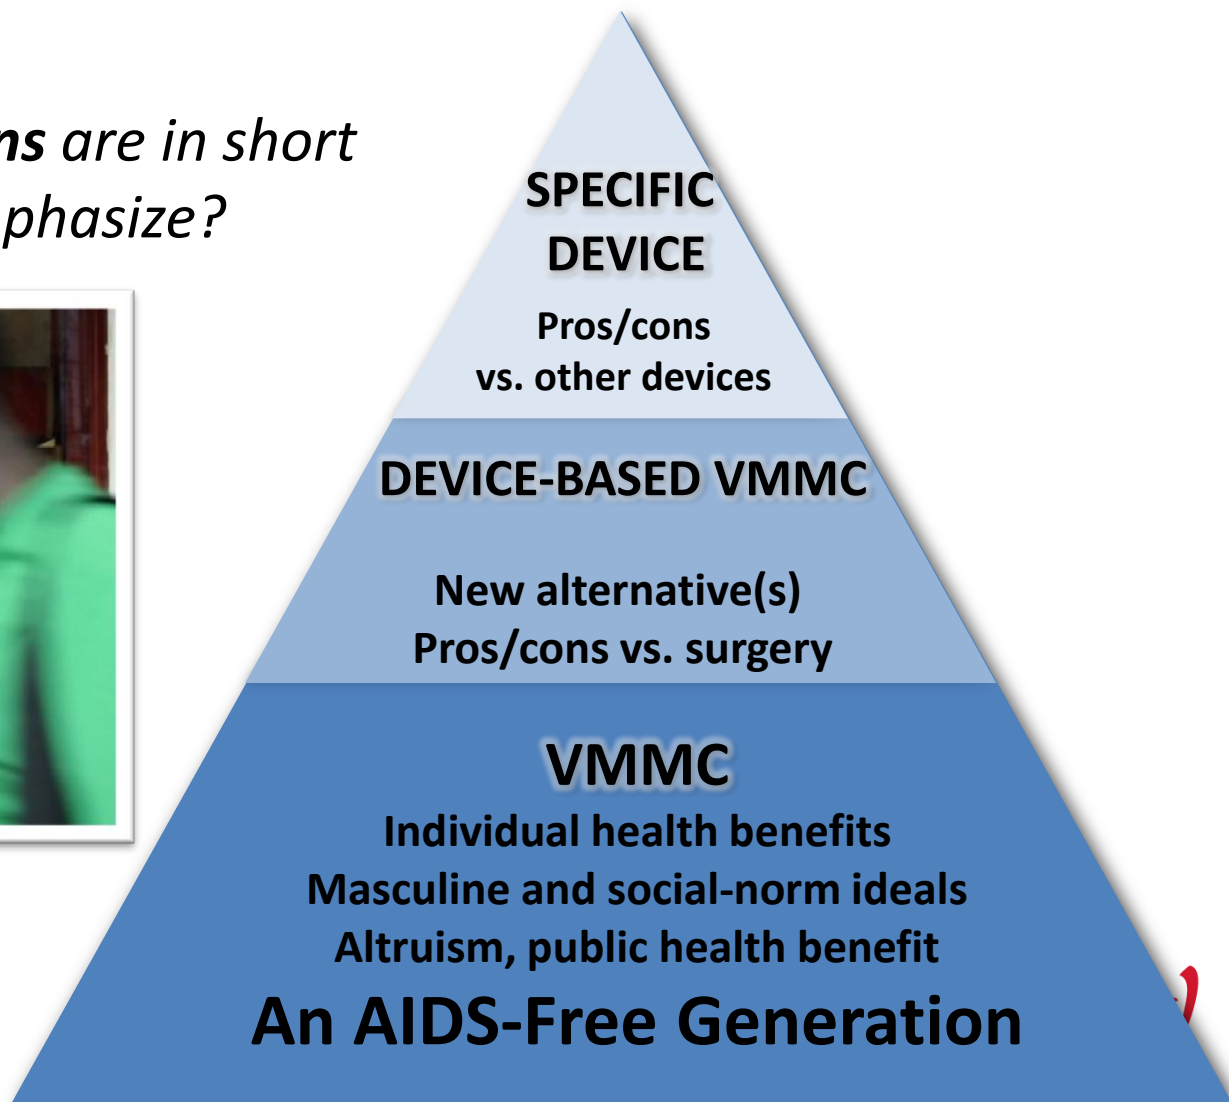 ns are in short
phasize?
SPECIFIC
DEVICE
Pros/cons
vs. other devices
DEVICE-BASED VMMC
New alternative(s)
Pros/cons vs. surgery
VMMC
Individual health benefits
Masculine and social-norm ideals
Altruism, public health benefit
An AIDS-Free Generation